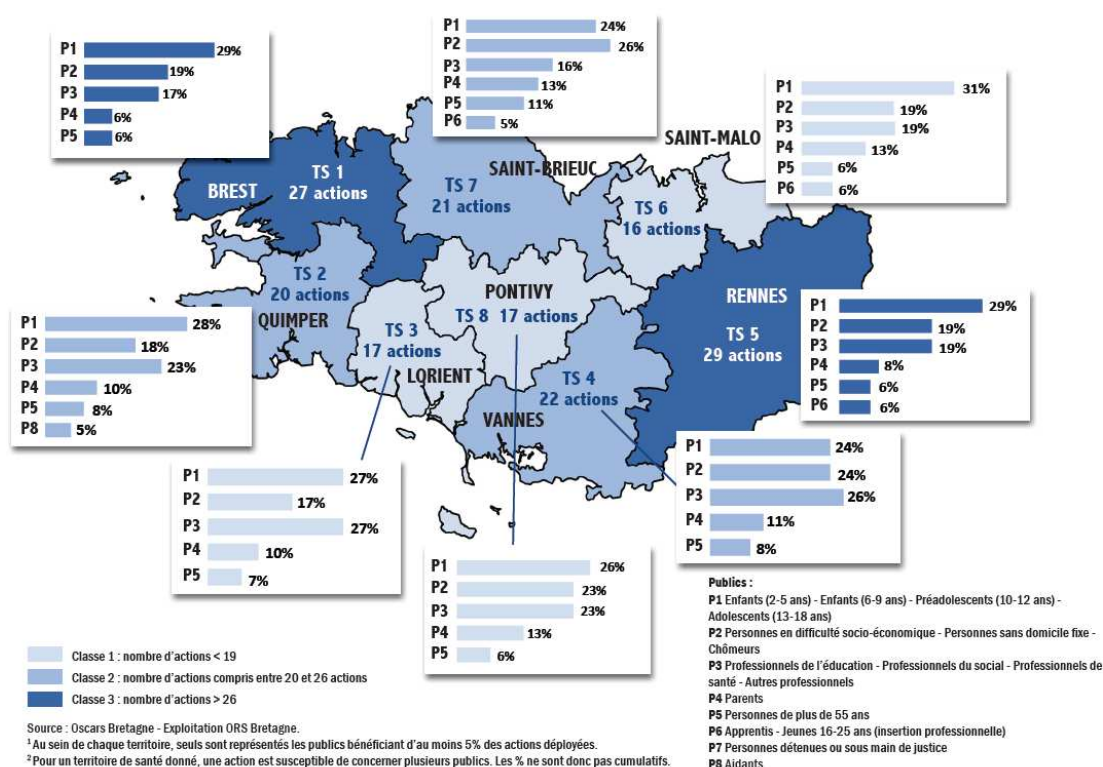 P1 29%
P2 19%
P3 17%
P4 6%
P5 6%
P1 24%
P2 26%
P3 16%
P4 13%
P5 11%
P6 5%
P1 31%
P2 19%
P3 19%
P4 13%
P5 6%
P6 6%
SAINT-MALO
SAINT-BRIEUC
BREST
TS 1
27 actions
TS 7
21 actions
TS 6
16 actions
TS 2
20 actions
QUIMPER
PONTIVY
TS 8 17 actions
TS 3
17 actions
LORIENT
RENNES
TS 5
29 actions
TS 4
22 actions
VANNES
P1 28%
P2 18%
P3 23%
P4 10%
P5 8%
P8 5%
P1 29%
P2 19%
P3 19%
P4 8%
P5 6%
P6 6%
P1 27%
P2 17%
P3 27%
P4 10%
P5 7%
P1 26%
P2 23%
P3 23%
P4 13%
P5 6%
P1 24%
P2 24%
P3 26%
P4 11%
P5 8%
Classe 1 : nombre d'actions < 19
Classe 2 : nombre d'actions compris entre 20 et 26 actions
Classe 3 : nombre d'actions > 26
Source : Oscars Bretagne - Exploitation ORS Bretagne.
¹ Au sein de chaque territoire, seuls sont représentés les publics bénéficiant d'au moins 5% des actions déployées.
² Pour un territoire de santé donné, une action est susceptible de concerner plusieurs publics. Les % ne sont donc pas cumulatifs.
Publics :
P1 Enfants (2-5 ans) - Enfants (6-9 ans) - Préadolescents (10-12 ans) -
Adolescents (13-18 ans)
P2 Personnes en difficulté socio-économique - Personnes sans domicile fixe -
Chômeurs
P3 Professionnels de l'éducation - Professionnels du social - Professionnels de
santé - Autres professionnels
P4 Parents
P5 Personnes de plus de 55 ans
P6 Apprentis - Jeunes 16-25 ans (insertion professionnelle)
P7 Personnes détenues ou sous main de justice
P8 Aidants